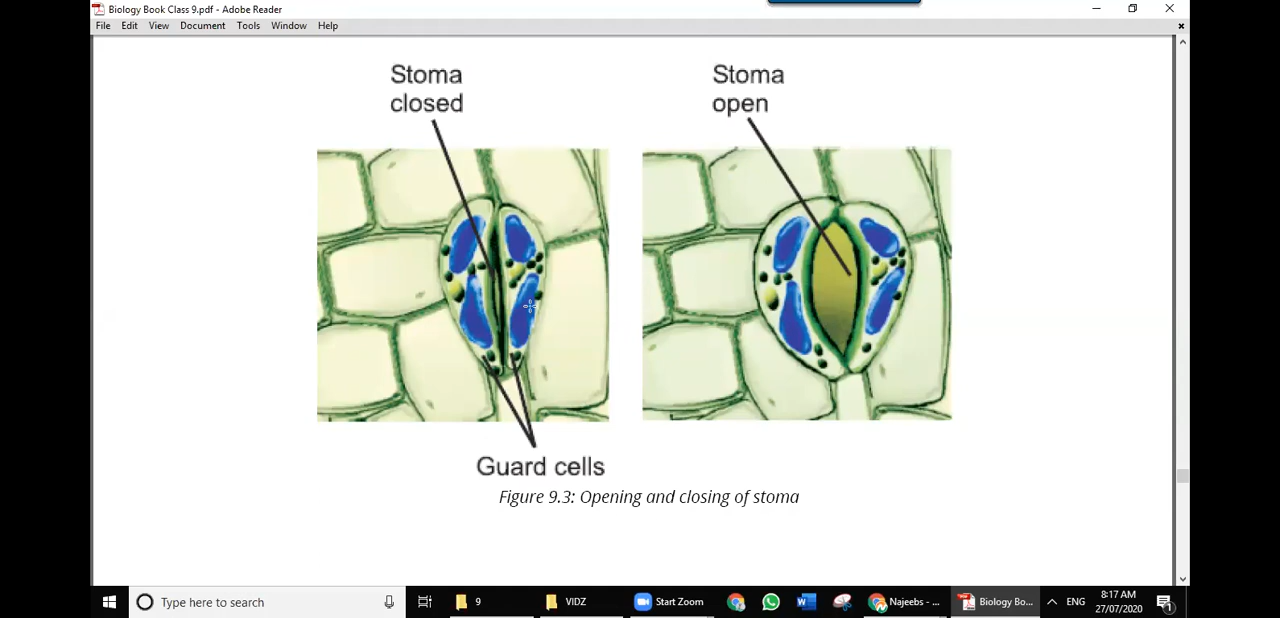 Biology Book Class 9.pdf - Adobe Reader
File Edit View Document Tools Window Help
Stoma
closed
Stoma
open
Guard cells
Figure 9.3: Opening and closing of stoma
Type here to search
9
VIDZ
Start Zoom
Najeebs - ...
Biology Bo...
ENG
8:17 AM
27/07/2020
1